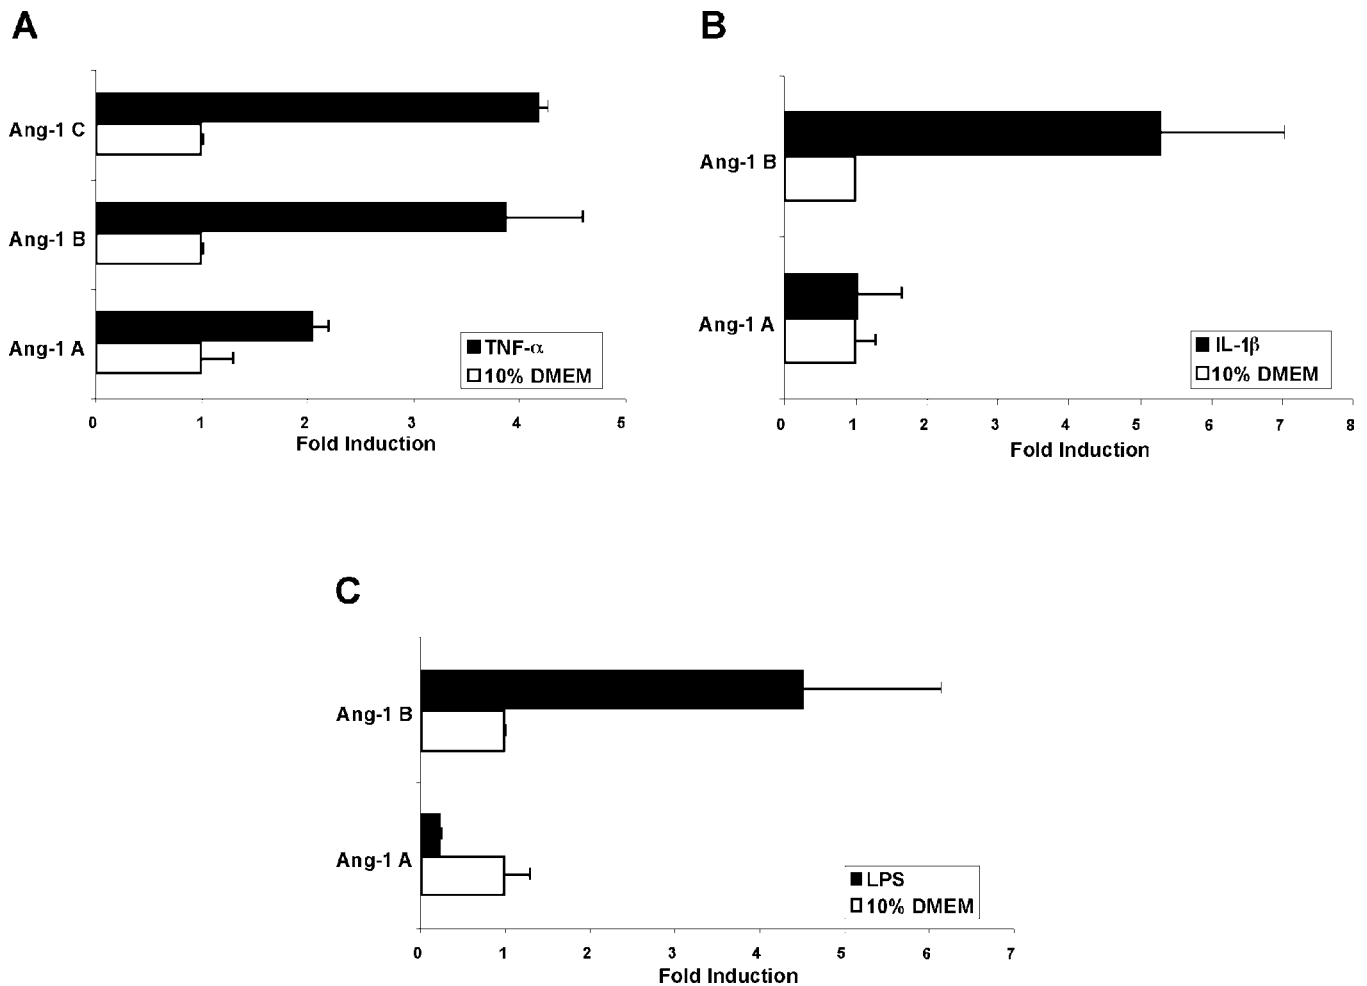 A
Ang-1 C
Ang-1 B
Ang-1 A
TNF-α
10% DMEM
0 1 2 3 4 5
Fold Induction
B
Ang-1 B
Ang-1 A
IL-1β
10% DMEM
0 1 2 3 4 5 6 7 8
Fold Induction
C
Ang-1 B
Ang-1 A
LPS
10% DMEM
0 1 2 3 4 5 6 7
Fold Induction